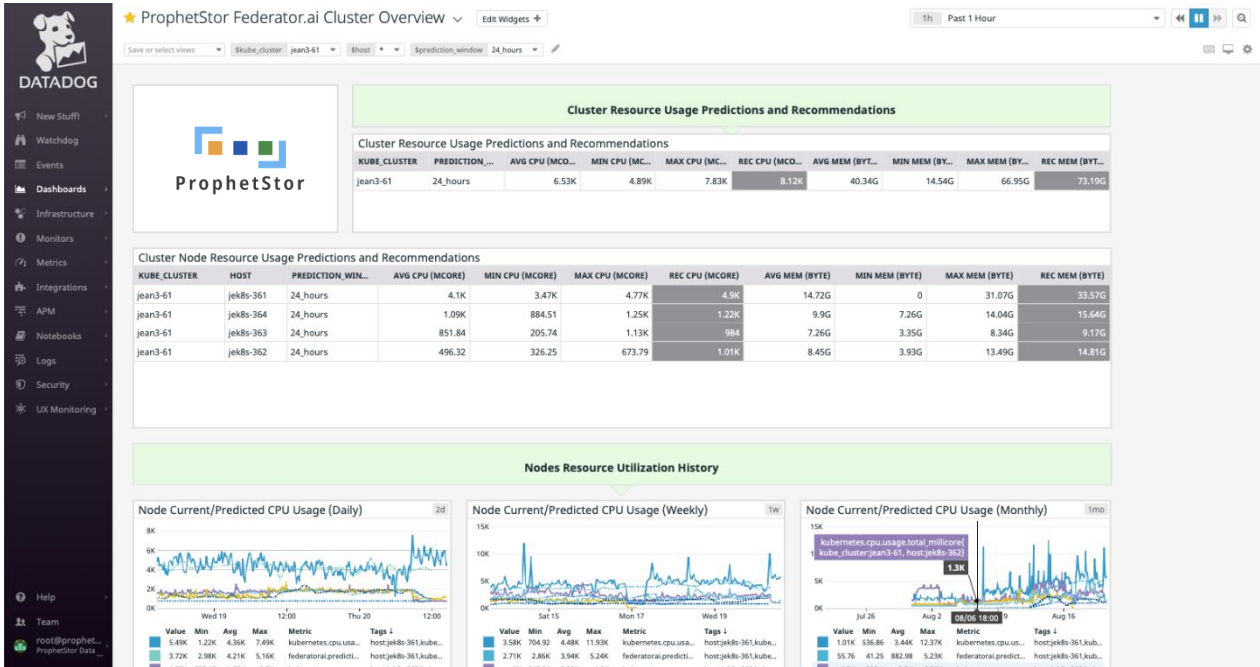 DATADOG
New Stuff!
Watchdog
Events
Dashboards
Infrastructure
Monitors
Metrics
Integrations
APM
Notebooks
Logs
Security
UX Monitoring
Help
Team
root@prophet...
ProphetStor Data ...
ProphetStor Federator.ai Cluster Overview Edit Widgets + 1h Past 1 Hour
Save or select views $kube_cluster jean3-61 $host * $prediction_window 24_hours
ProphetStor
Cluster Resource Usage Predictions and Recommendations
Cluster Resource Usage Predictions and Recommendations
KUBE_CLUSTER PREDICTION_... AVG CPU (MCO... MIN CPU (MC... MAX CPU (MC... REC CPU (MCO... AVG MEM (BYT... MIN MEM (BY... MAX MEM (BY... REC MEM (BYT...
jean3-61 24_hours 6.53K 4.89K 7.83K 8.12K 40.34G 14.54G 66.95G 73.19G
Cluster Node Resource Usage Predictions and Recommendations
KUBE_CLUSTER HOST PREDICTION_WIN... AVG CPU (MCORE) MIN CPU (MCORE) MAX CPU (MCORE) REC CPU (MCORE) AVG MEM (BYTE) MIN MEM (BYTE) MAX MEM (BYTE) REC MEM (BYTE)
jean3-61 jek8s-361 24_hours 4.1K 3.47K 4.77K 4.9K 14.72G 0 31.07G 33.57G
jean3-61 jek8s-364 24_hours 1.09K 884.51 1.25K 1.22K 9.9G 7.26G 14.04G 15.64G
jean3-61 jek8s-363 24_hours 851.84 205.74 1.13K 984 7.26G 3.35G 8.34G 9.17G
jean3-61 jek8s-362 24_hours 496.32 326.25 673.79 1.01K 8.45G 3.93G 13.49G 14.81G
Nodes Resource Utilization History
Node Current/Predicted CPU Usage (Daily) 2d
8K
6K
4K
2K
0K
Wed 19 12:00 Thu 20 12:00
Value Min Avg Max Metric Tags ↓
5.49K 1.22K 4.36K 7.49K kubernetes.cpu.usa... host:jek8s-361,kube...
3.72K 2.98K 4.21K 5.16K federatorai.predicti... host:jek8s-361,kube...
Node Current/Predicted CPU Usage (Weekly) 1w
15K
10K
5K
0K
Sat 15 Mon 17 Wed 19
Value Min Avg Max Metric Tags ↓
3.58K 704.92 4.48K 11.93K kubernetes.cpu.usa... host:jek8s-361,kube...
2.71K 2.86K 3.94K 5.24K federatorai.predicti... host:jek8s-361,kube...
Node Current/Predicted CPU Usage (Monthly) 1mo
15K
kubernetes.cpu.usage.total_millicore{
kube_cluster:jean3-61, host:jek8s-362}
1.3K
5K
0K
Jul 26 Aug 2 08/06 18:00 Aug 16
Value Min Avg Max Metric Tags ↓
1.01K 536.86 3.44K 12.37K kubernetes.cpu.us... host:jek8s-361,kub...
55.76 41.25 882.98 5.23K federatorai.predict... host:jek8s-361,kub...